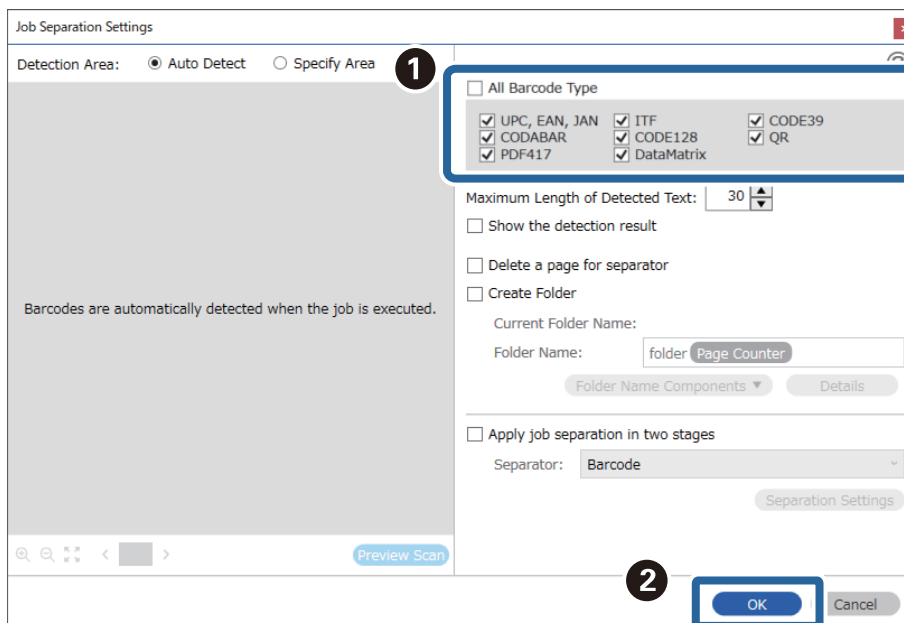 Job Separation Settings
Detection Area: Auto Detect Specify Area
1
All Barcode Type
UPC, EAN, JAN ITF CODE39
CODABAR CODE128 QR
PDF417 DataMatrix
Maximum Length of Detected Text: 30
Show the detection result
Delete a page for separator
Create Folder
Barcodes are automatically detected when the job is executed.
Current Folder Name:
Folder Name: folder Page Counter
Folder Name Components Details
Apply job separation in two stages
Separator: Barcode
Separation Settings
Preview Scan
2
OK Cancel